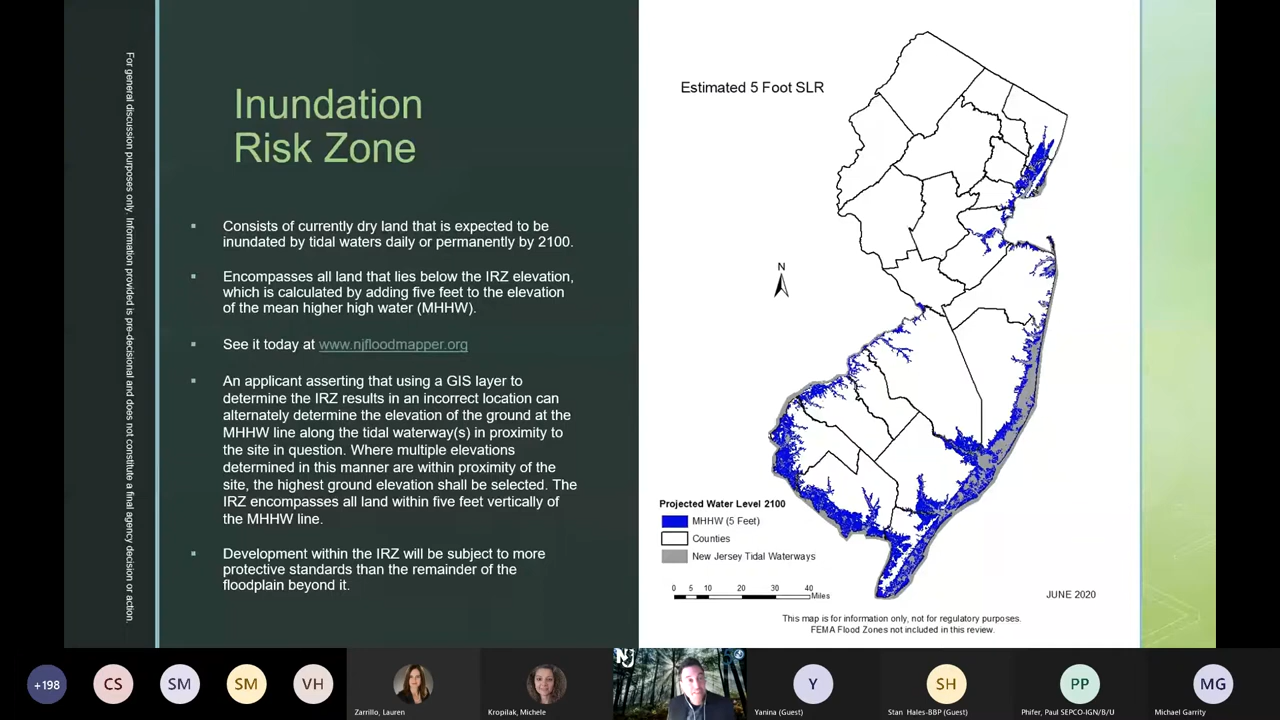 For general discussion purposes only. Information provided is pre-decisional and does not constitute a final agency decision or action.
Inundation
Risk Zone
Consists of currently dry land that is expected to be
inundated by tidal waters daily or permanently by 2100.
Encompasses all land that lies below the IRZ elevation,
which is calculated by adding five feet to the elevation
of the mean higher high water (MHHW).
See it today at www.njfloodmapper.org
An applicant asserting that using a GIS layer to
determine the IRZ results in an incorrect location can
alternately determine the elevation of the ground at the
MHHW line along the tidal waterway(s) in proximity to
the site in question. Where multiple elevations
determined in this manner are within proximity of the
site, the highest ground elevation shall be selected. The
IRZ encompasses all land within five feet vertically of
the MHHW line.
Development within the IRZ will be subject to more
protective standards than the remainder of the
floodplain beyond it.
Estimated 5 Foot SLR
N
Projected Water Level 2100
MHHW (5 Feet)
Counties
New Jersey Tidal Waterways
0 5 10 20 30 40
Miles
JUNE 2020
This map is for information only, not for regulatory purposes.
FEMA Flood Zones not included in this review.
+198
CS
SM
SM
VH
Zarrillo, Lauren
Kropilak, Michele
NJ
Y
Yanina (Guest)
SH
Stan Hales-BBP (Guest)
PP
Phifer, Paul SEPCO-IGN/B/U
MG
Michael Garrity